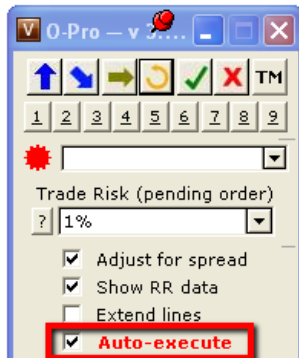 V O-Pro — v 3....
TM
1 2 3 4 5 6 7 8 9
Trade Risk (pending order)
? 1%
Adjust for spread
Show RR data
Extend lines
Auto-execute